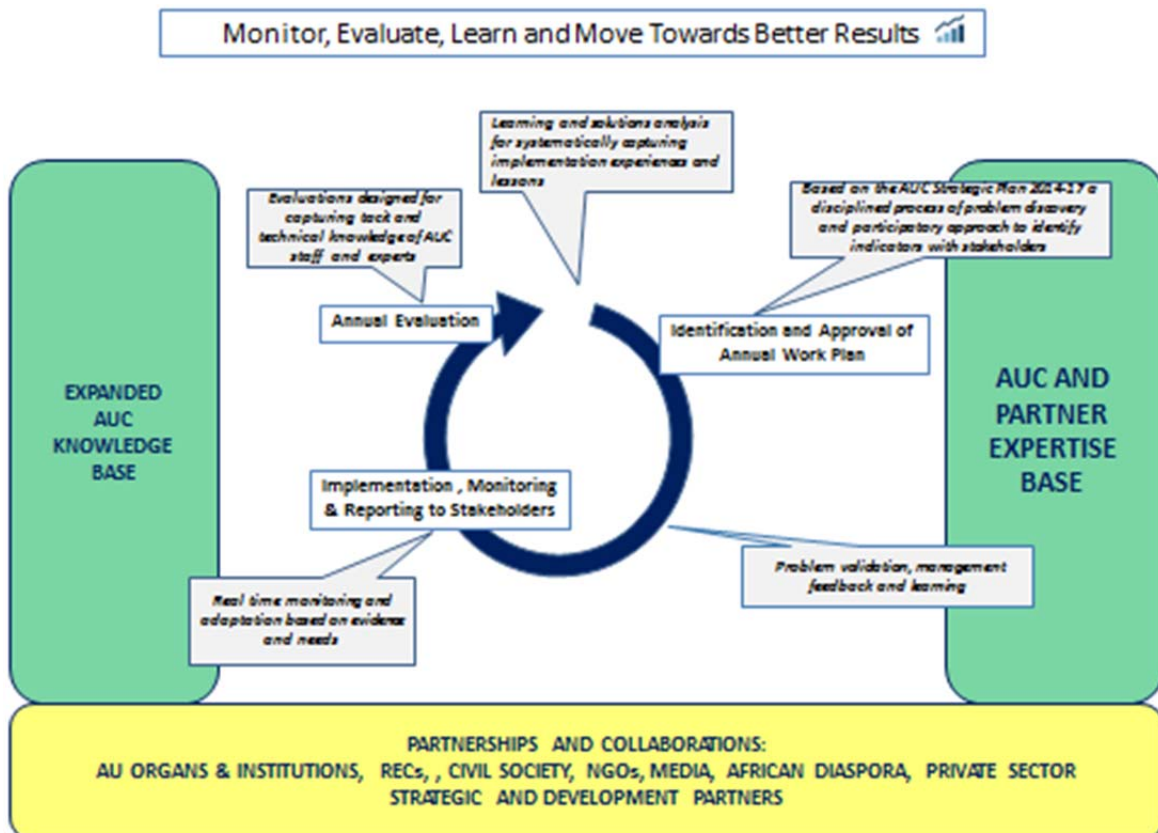 Monitor, Evaluate, Learn and Move Towards Better Results
Learning and solutions analysis
for systematically capturing
implementation experiences and
lessons
Evaluations designed for
capturing tack and
technical knowledge of AUC
staff and experts
Based on the AUC Strategic Plan 2014-17 a
disciplined process of problem discovery
and participatory approach to identify
indicators with stakeholders
Annual Evaluation
Identification and Approval of
Annual Work Plan
EXPANDED
AUC
KNOWLEDGE
BASE
AUC AND
PARTNER
EXPERTISE
BASE
Implementation , Monitoring
& Reporting to Stakeholders
Problem validation, management
feedback and learning
Real time monitoring and
adaptation based on evidence
and needs
PARTNERSHIPS AND COLLABORATIONS:
AU ORGANS & INSTITUTIONS, RECs, , CIVIL SOCIETY, NGOs, MEDIA, AFRICAN DIASPORA, PRIVATE SECTOR
STRATEGIC AND DEVELOPMENT PARTNERS